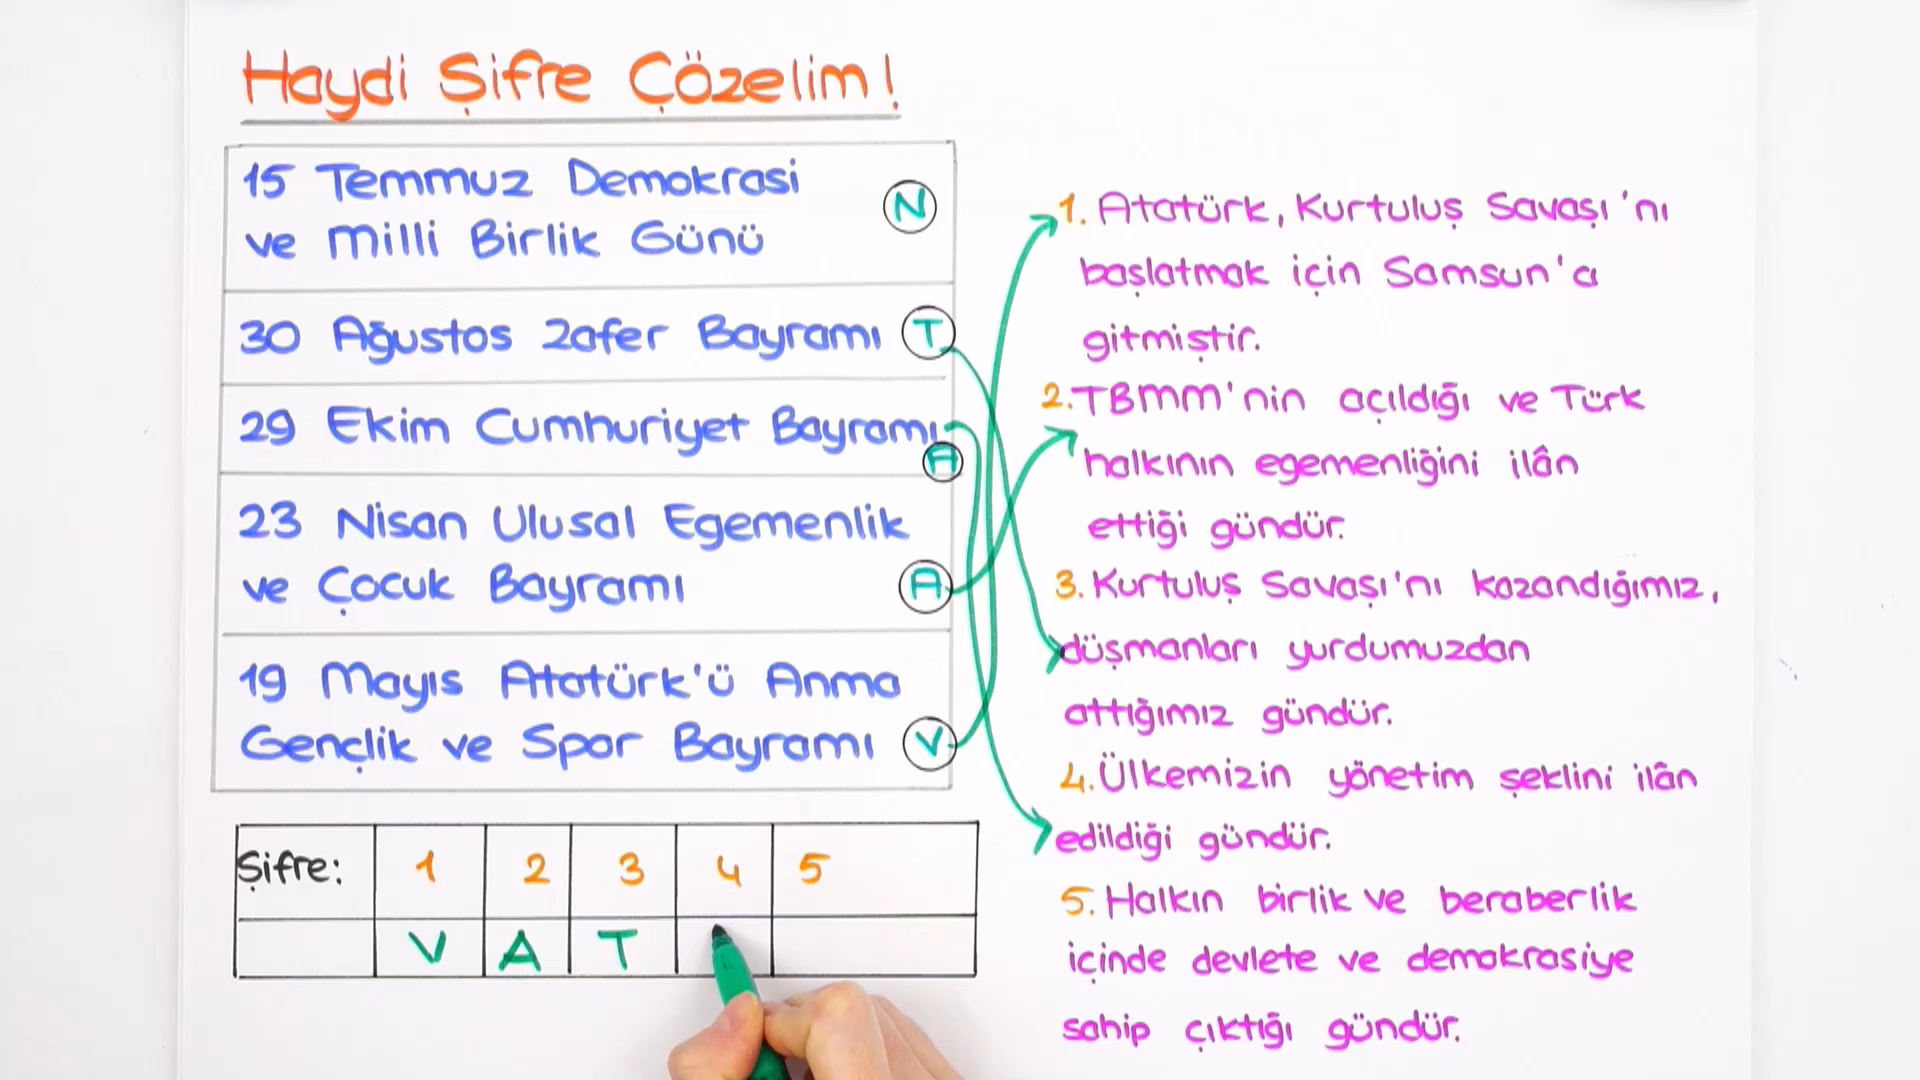 Haydi Şifre Çözelim!
15 Temmuz Demokrasi
ve Milli Birlik Günü
N
30 Ağustos Zafer Bayramı
T
29 Ekim Cumhuriyet Bayramı
A
23 Nisan Ulusal Egemenlik
ve Çocuk Bayramı
A
19 Mayıs Atatürk'ü Anma
Gençlik ve Spor Bayramı
V
Şifre: 1 2 3 4 5
V A T
1. Atatürk, Kurtuluş Savaşı'nı
başlatmak için Samsun'a
gitmiştir.
2. TBMM'nin açıldığı ve Türk
halkının egemenliğini ilân
ettiği gündür.
3. Kurtuluş Savaşı'nı kazandığımız,
düşmanları yurdumuzdan
attığımız gündür.
4. Ülkemizin yönetim şeklini ilân
edildiği gündür.
5. Halkın birlik ve beraberlik
içinde devlete ve demokrasiye
sahip çıktığı gündür.